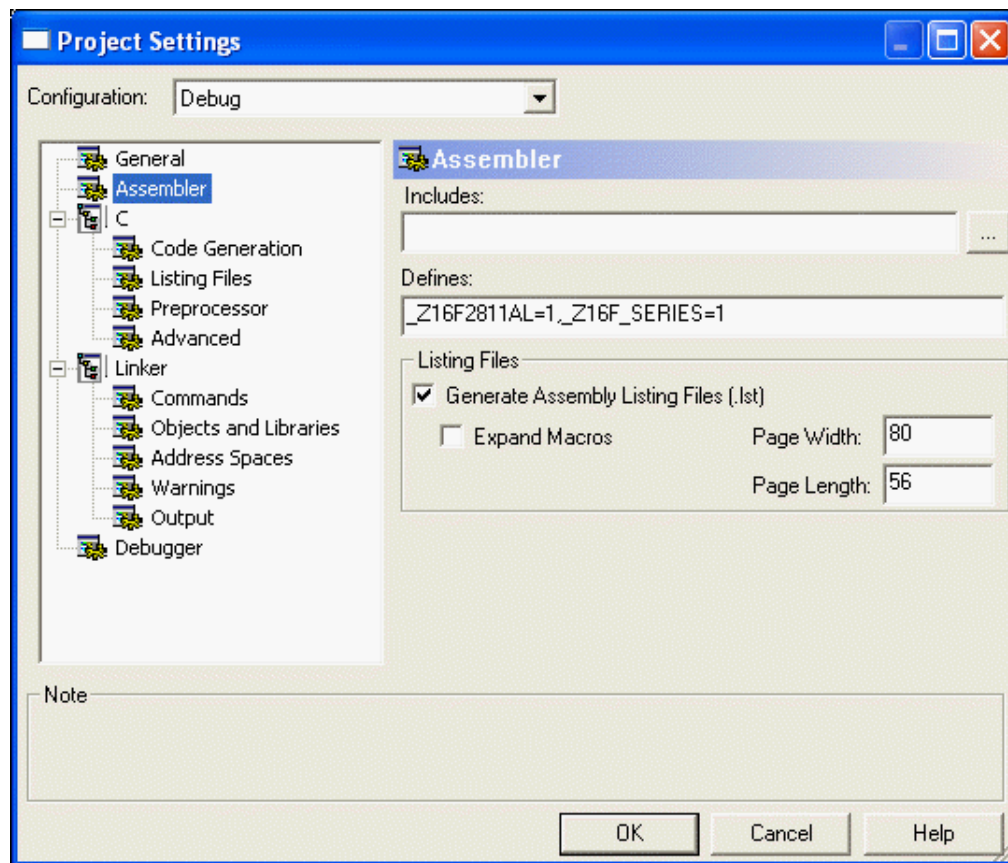 Project Settings
Configuration:
Debug
General
Assembler
C
Code Generation
Listing Files
Preprocessor
Advanced
Linker
Commands
Objects and Libraries
Address Spaces
Warnings
Output
Debugger
Assembler
Includes:
...
Defines:
_Z16F2811AL=1,_Z16F_SERIES=1
Listing Files
Generate Assembly Listing Files (.lst)
Expand Macros
Page Width: 80
Page Length: 56
Note
OK Cancel Help